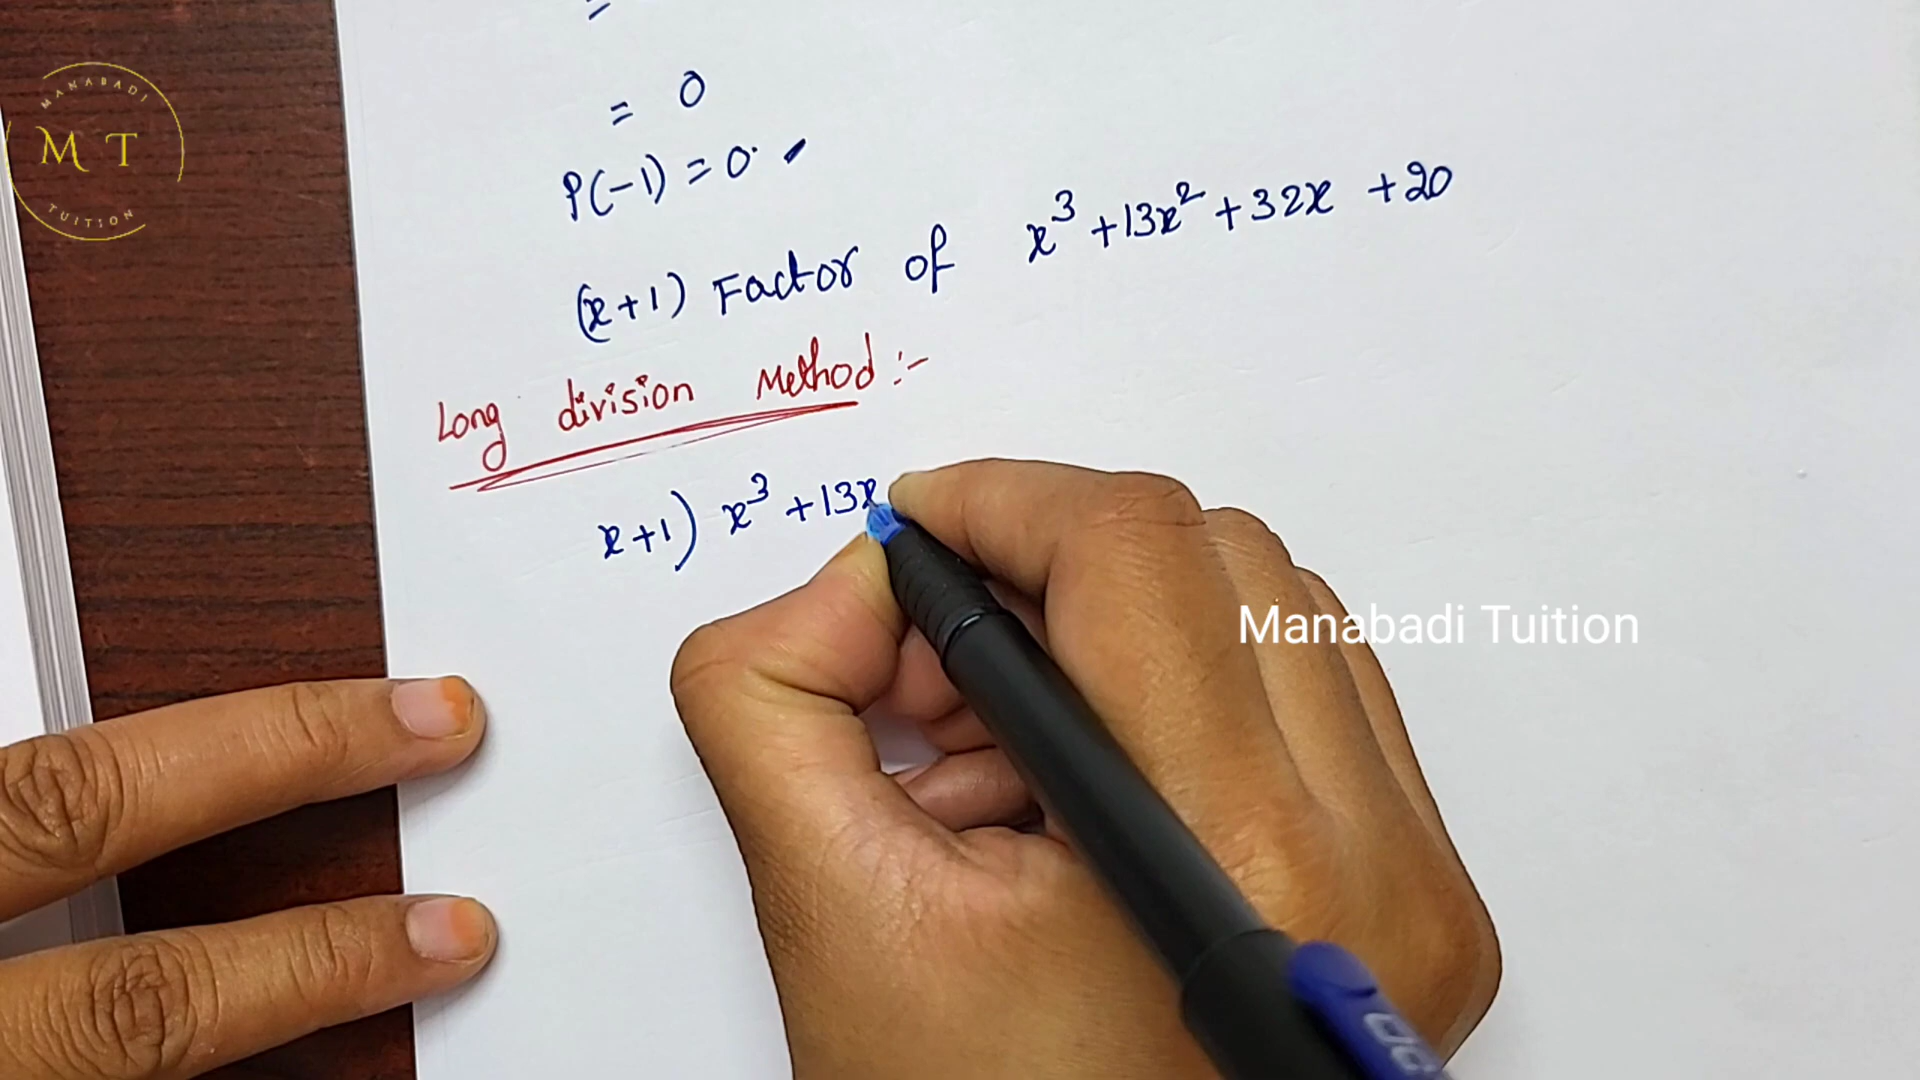 MANABADI
MT
TUITION
=
= 0
P(-1) = 0.
(x+1) Factor of x³ +13x² +32x +20
Long division Method :-
x+1) x³ +13x
Manabadi Tuition